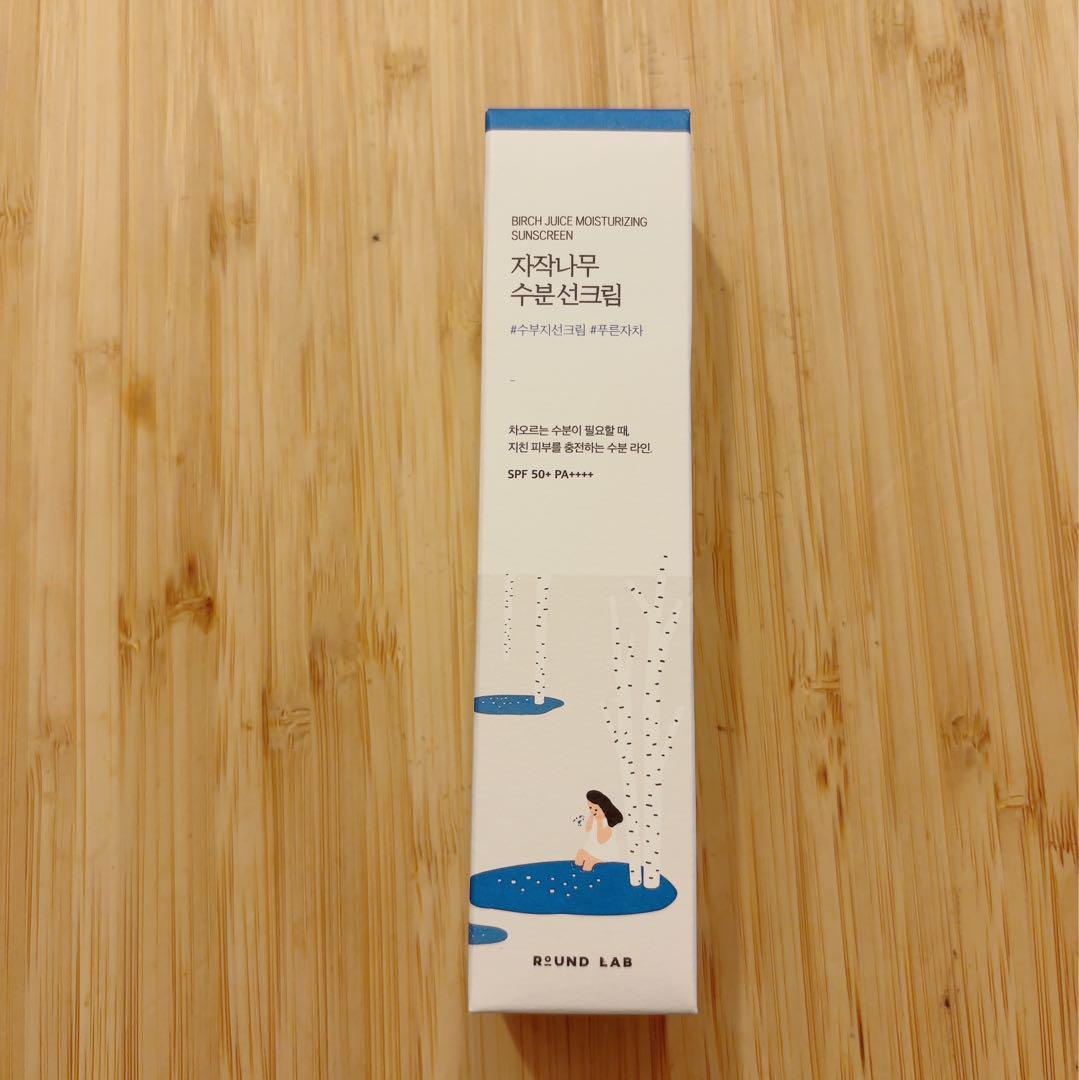 BIRCH JUICE MOISTURIZING
SUNSCREEN
자작나무
수분 선크림
#수부지선크림 #푸른자차
차오르는 수분이 필요할 때,
지친 피부를 충전하는 수분 라인.
SPF 50+ PA++++
ROUND LAB